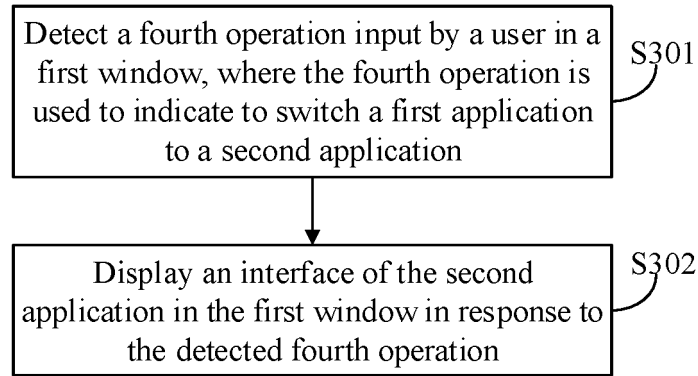 Detect a fourth operation input by a user in a
first window, where the fourth operation is
used to indicate to switch a first application
to a second application
S301
Display an interface of the second
application in the first window in response to
the detected fourth operation
S302